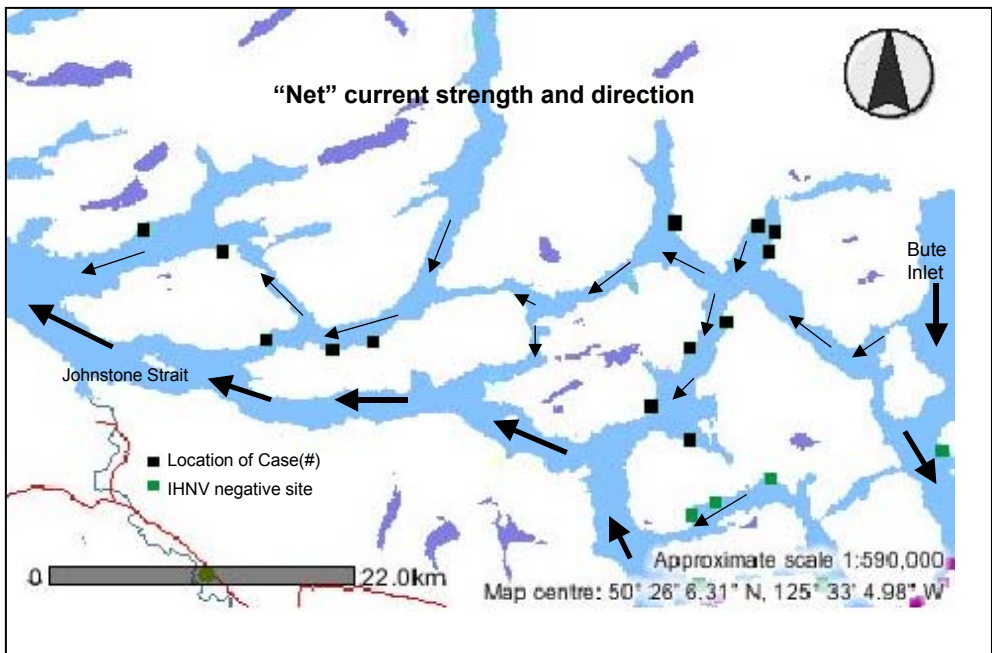 “Net” current strength and direction
Bute
Inlet
Johnstone Strait
Location of Case(#)
IHNV negative site
0 22.0km
Approximate scale 1:590,000
Map centre: 50° 26' 6.31" N, 125° 33' 4.98" W